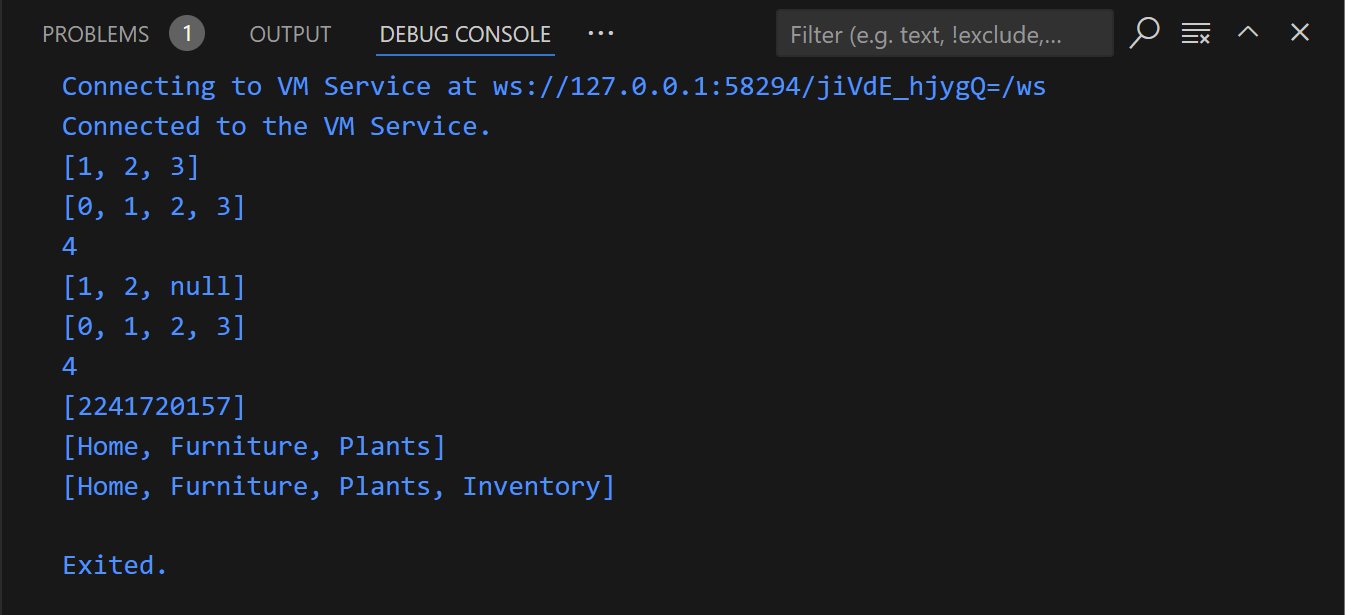 PROBLEMS 1 OUTPUT DEBUG CONSOLE ··· Filter (e.g. text, !exclude,...
Connecting to VM Service at ws://127.0.0.1:58294/jiVdE_hjygQ=/ws
Connected to the VM Service.
[1, 2, 3]
[0, 1, 2, 3]
4
[1, 2, null]
[0, 1, 2, 3]
4
[2241720157]
[Home, Furniture, Plants]
[Home, Furniture, Plants, Inventory]
Exited.